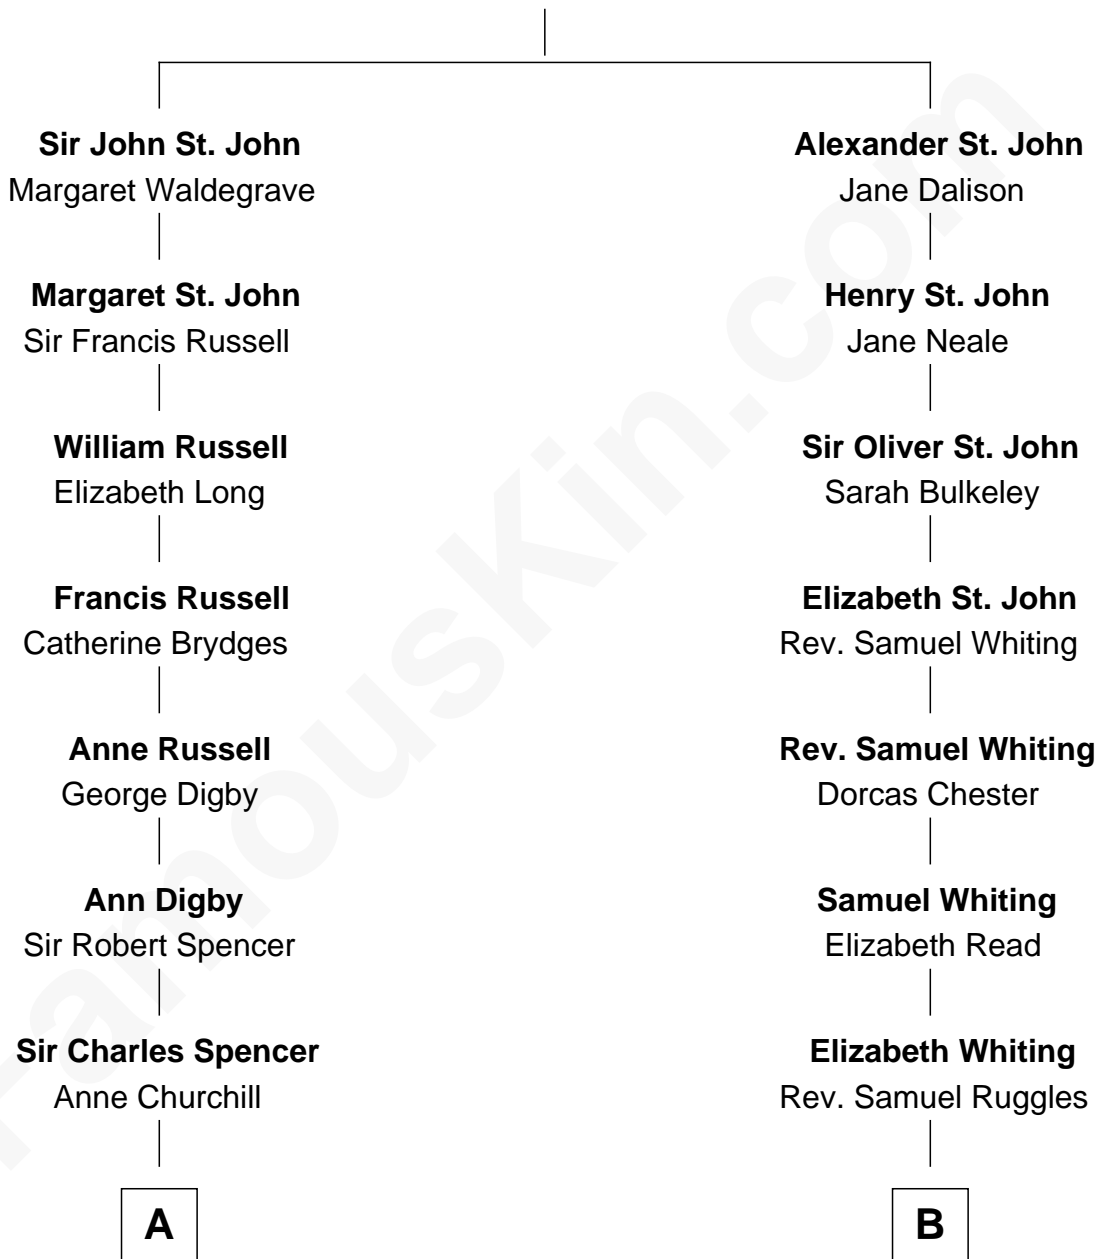 Sir John St. John
Margaret Waldegrave
Margaret St. John
Sir Francis Russell
William Russell
Elizabeth Long
Francis Russell
Catherine Brydges
Anne Russell
George Digby
Ann Digby
Sir Robert Spencer
Sir Charles Spencer
Anne Churchill
A
Alexander St. John
Jane Dalison
Henry St. John
Jane Neale
Sir Oliver St. John
Sarah Bulkeley
Elizabeth St. John
Rev. Samuel Whiting
Rev. Samuel Whiting
Dorcas Chester
Samuel Whiting
Elizabeth Read
Elizabeth Whiting
Rev. Samuel Ruggles
B
FamousKin.com